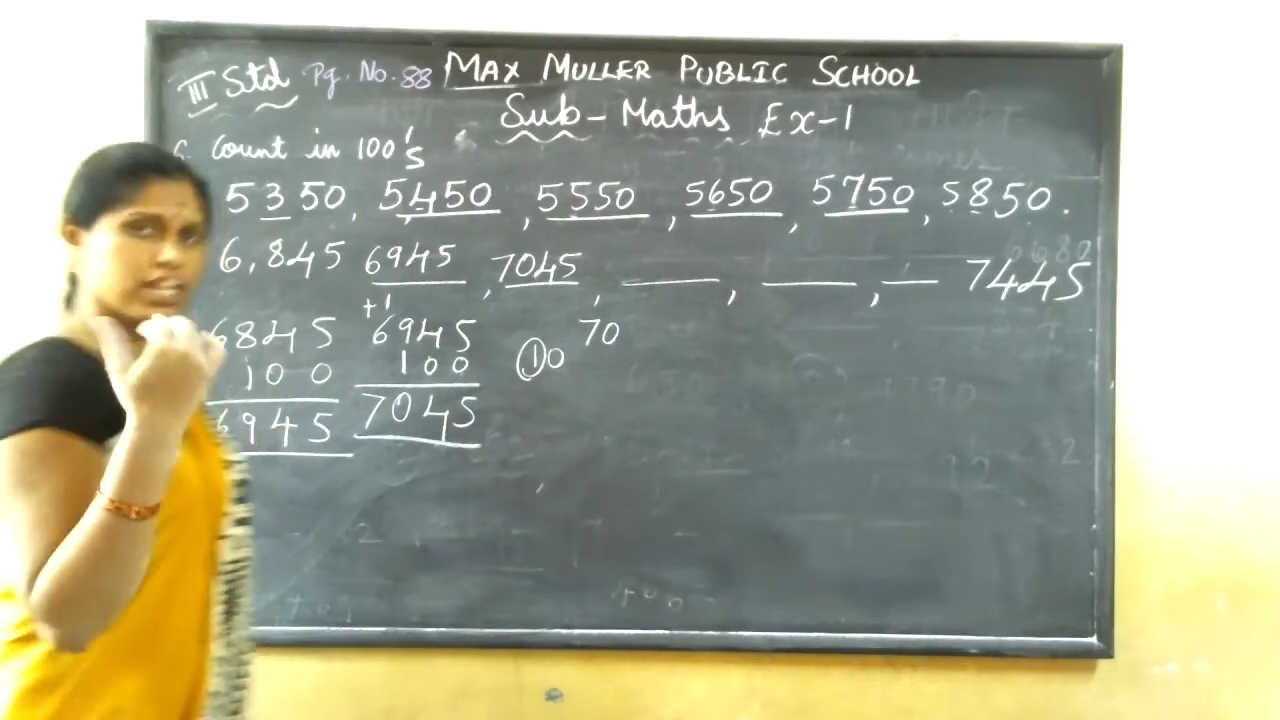 III Std Pg. No. 88 MAX MULLER PUBLIC SCHOOL
Sub - Maths Ex-1
C. Count in 100's
5350, 5450, 5550, 5650, 5750, 5850.
6,845 6945, 7045, ____, ____, ____ 7445
+1
6845 6945 70
100 100 10
6945 7045